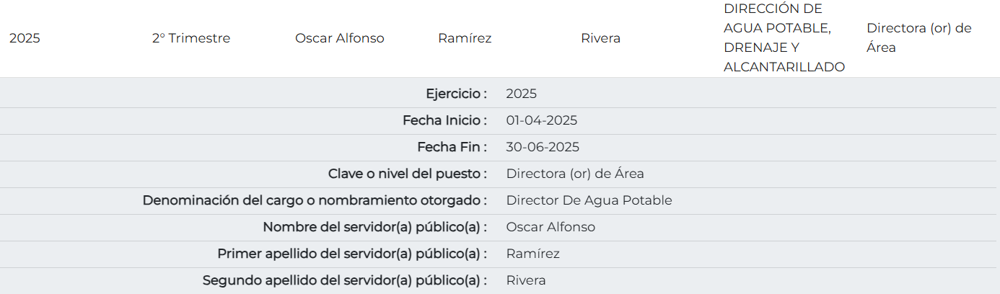 2025 2° Trimestre Oscar Alfonso Ramírez Rivera
DIRECCIÓN DE
AGUA POTABLE,
DRENAJE Y
ALCANTARILLADO
Directora (or) de
Área
Ejercicio : 2025
Fecha Inicio : 01-04-2025
Fecha Fin : 30-06-2025
Clave o nivel del puesto : Directora (or) de Área
Denominación del cargo o nombramiento otorgado : Director De Agua Potable
Nombre del servidor(a) público(a) : Oscar Alfonso
Primer apellido del servidor(a) público(a) : Ramírez
Segundo apellido del servidor(a) público(a) : Rivera